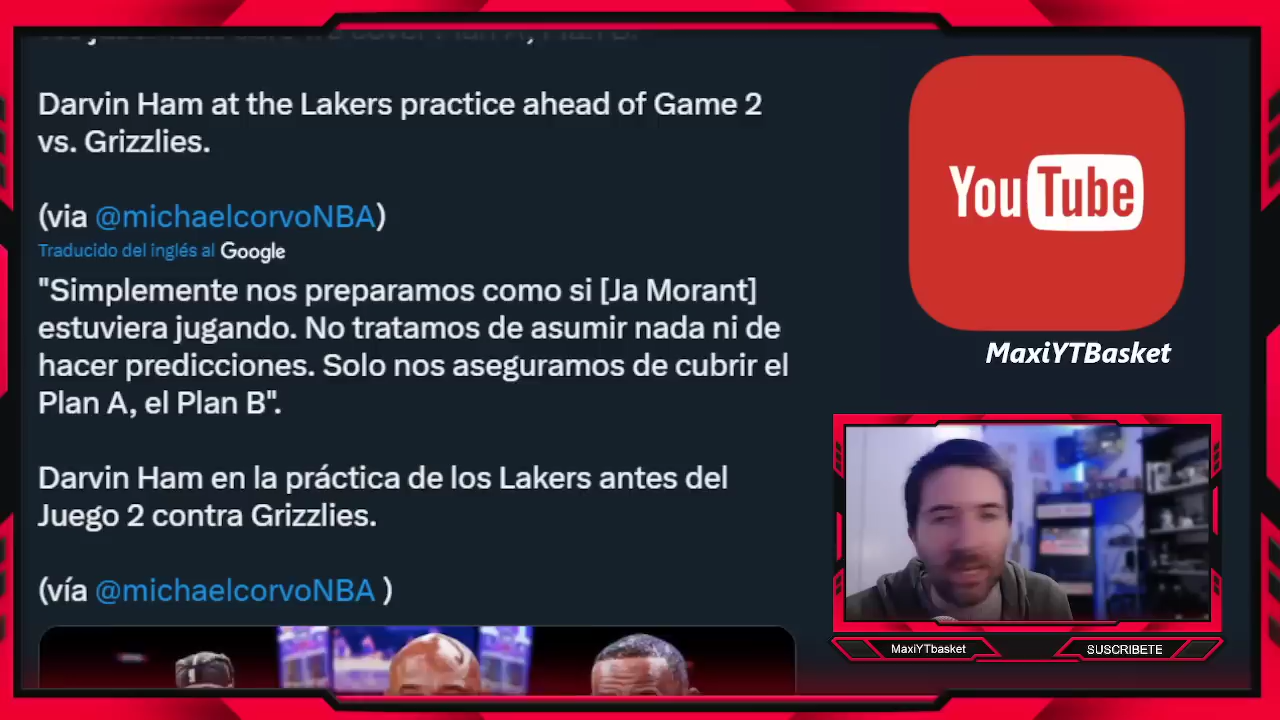 Darvin Ham at the Lakers practice ahead of Game 2
vs. Grizzlies.
(via @michaelcorvoNBA)
Traducido del inglés al Google
"Simplemente nos preparamos como si [Ja Morant]
estuviera jugando. No tratamos de asumir nada ni de
hacer predicciones. Solo nos aseguramos de cubrir el
Plan A, el Plan B".
Darvin Ham en la práctica de los Lakers antes del
Juego 2 contra Grizzlies.
(vía @michaelcorvoNBA )
YouTube
MaxiYTBasket
MaxiYTbasket
SUSCRIBETE